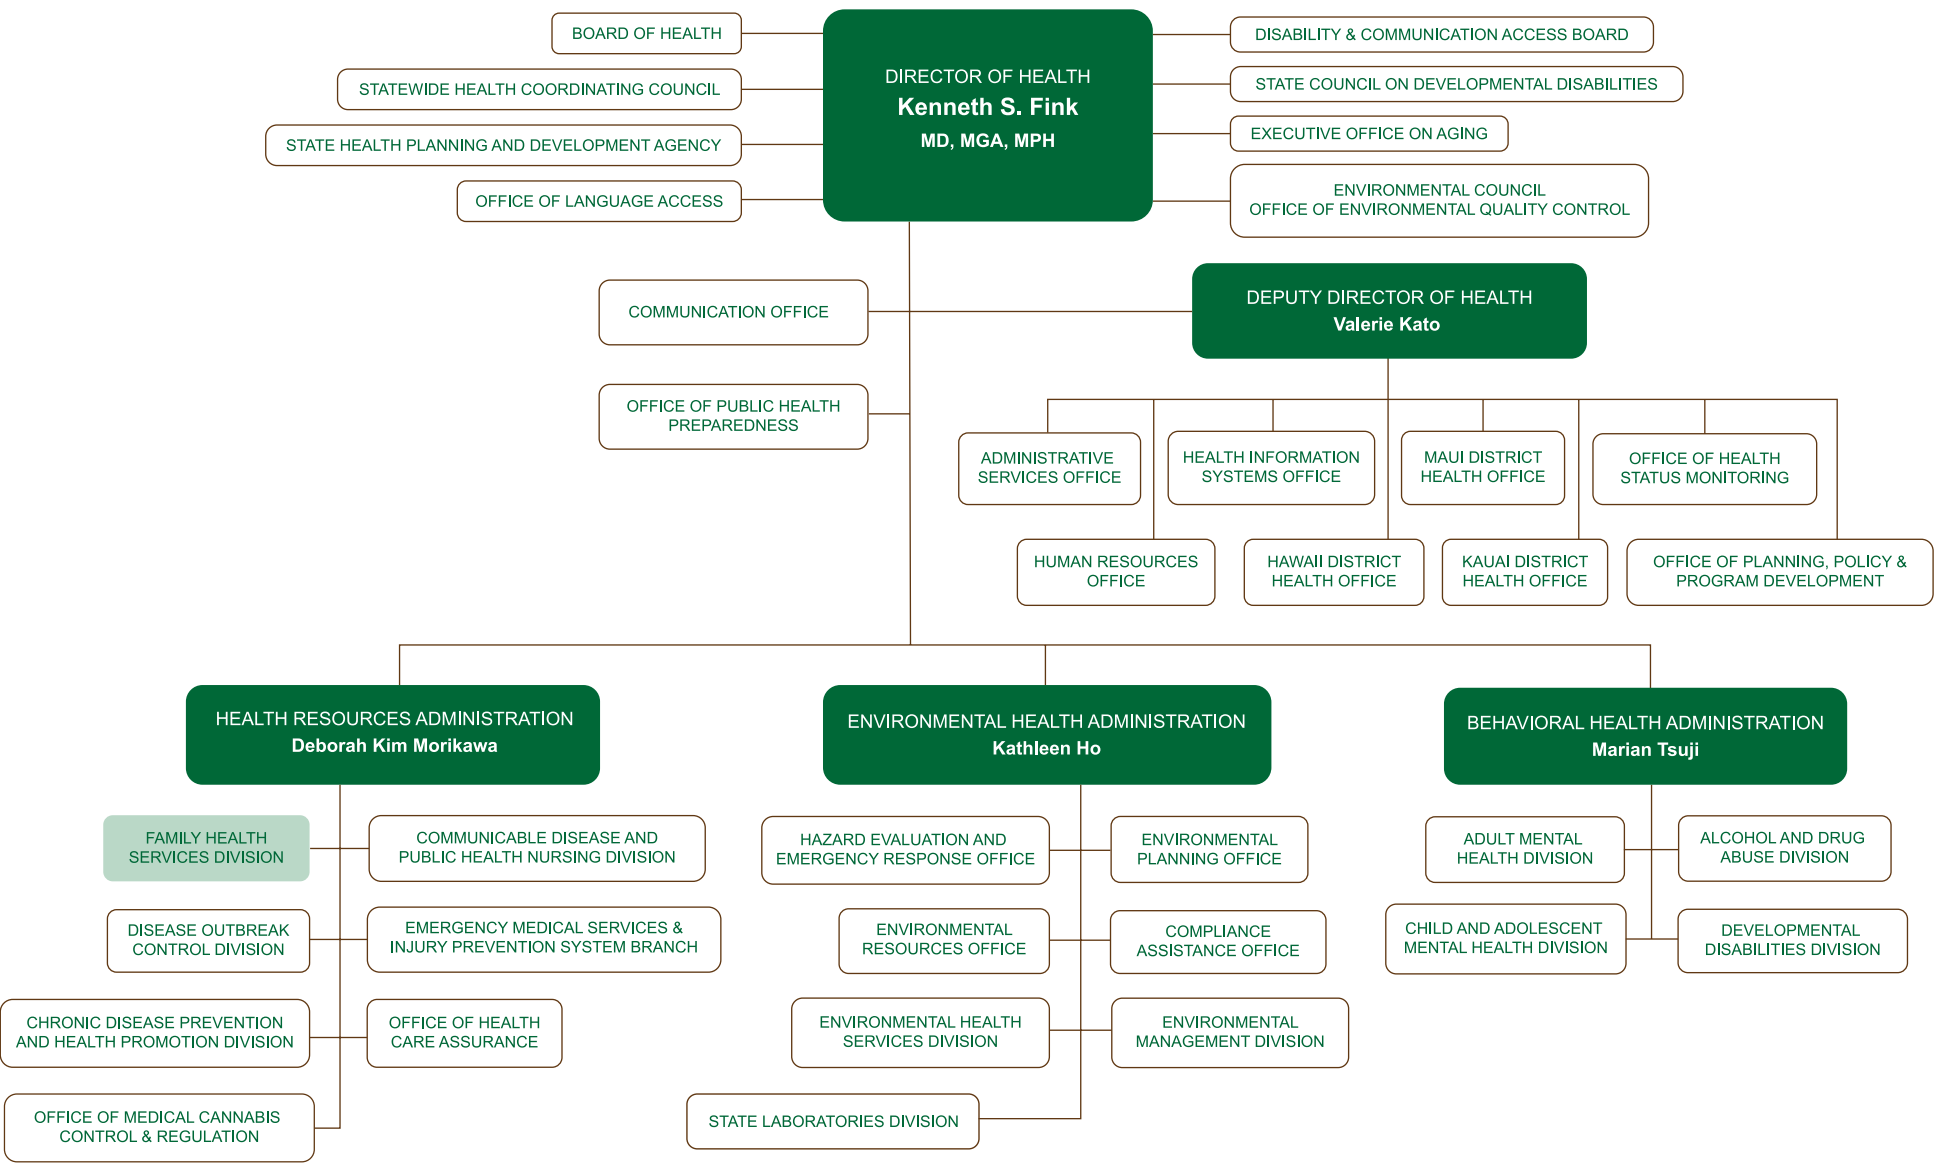 BOARD OF HEALTH
STATEWIDE HEALTH COORDINATING COUNCIL
STATE HEALTH PLANNING AND DEVELOPMENT AGENCY
OFFICE OF LANGUAGE ACCESS
DIRECTOR OF HEALTH
Kenneth S. Fink
MD, MGA, MPH
DISABILITY & COMMUNICATION ACCESS BOARD
STATE COUNCIL ON DEVELOPMENTAL DISABILITIES
EXECUTIVE OFFICE ON AGING
ENVIRONMENTAL COUNCIL
OFFICE OF ENVIRONMENTAL QUALITY CONTROL
COMMUNICATION OFFICE
DEPUTY DIRECTOR OF HEALTH
Valerie Kato
OFFICE OF PUBLIC HEALTH
PREPAREDNESS
ADMINISTRATIVE
SERVICES OFFICE
HEALTH INFORMATION
SYSTEMS OFFICE
MAUI DISTRICT
HEALTH OFFICE
OFFICE OF HEALTH
STATUS MONITORING
HUMAN RESOURCES
OFFICE
HAWAII DISTRICT
HEALTH OFFICE
KAUAI DISTRICT
HEALTH OFFICE
OFFICE OF PLANNING, POLICY &
PROGRAM DEVELOPMENT
HEALTH RESOURCES ADMINISTRATION
Deborah Kim Morikawa
FAMILY HEALTH
SERVICES DIVISION
COMMUNICABLE DISEASE AND
PUBLIC HEALTH NURSING DIVISION
DISEASE OUTBREAK
CONTROL DIVISION
EMERGENCY MEDICAL SERVICES &
INJURY PREVENTION SYSTEM BRANCH
CHRONIC DISEASE PREVENTION
AND HEALTH PROMOTION DIVISION
OFFICE OF HEALTH
CARE ASSURANCE
OFFICE OF MEDICAL CANNABIS
CONTROL & REGULATION
ENVIRONMENTAL HEALTH ADMINISTRATION
Kathleen Ho
HAZARD EVALUATION AND
EMERGENCY RESPONSE OFFICE
ENVIRONMENTAL
PLANNING OFFICE
ENVIRONMENTAL
RESOURCES OFFICE
COMPLIANCE
ASSISTANCE OFFICE
ENVIRONMENTAL HEALTH
SERVICES DIVISION
ENVIRONMENTAL
MANAGEMENT DIVISION
STATE LABORATORIES DIVISION
BEHAVIORAL HEALTH ADMINISTRATION
Marian Tsuji
ADULT MENTAL
HEALTH DIVISION
ALCOHOL AND DRUG
ABUSE DIVISION
CHILD AND ADOLESCENT
MENTAL HEALTH DIVISION
DEVELOPMENTAL
DISABILITIES DIVISION